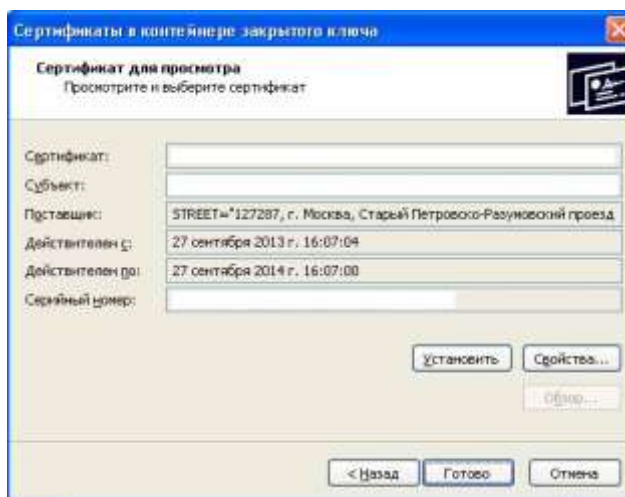 Сертификаты в контейнере закрытого ключа
Сертификат для просмотра
Просмотрите и выберите сертификат
Сертификат:
Субъект:
Поставщик: STREET="127287, г. Москва, Старый Петровско-Разумовский проезд
Действителен с: 27 сентября 2013 г. 16:07:04
Действителен по: 27 сентября 2014 г. 16:07:00
Серийный номер:
Установить Свойства...
Обзор...
< Назад Готово Отмена